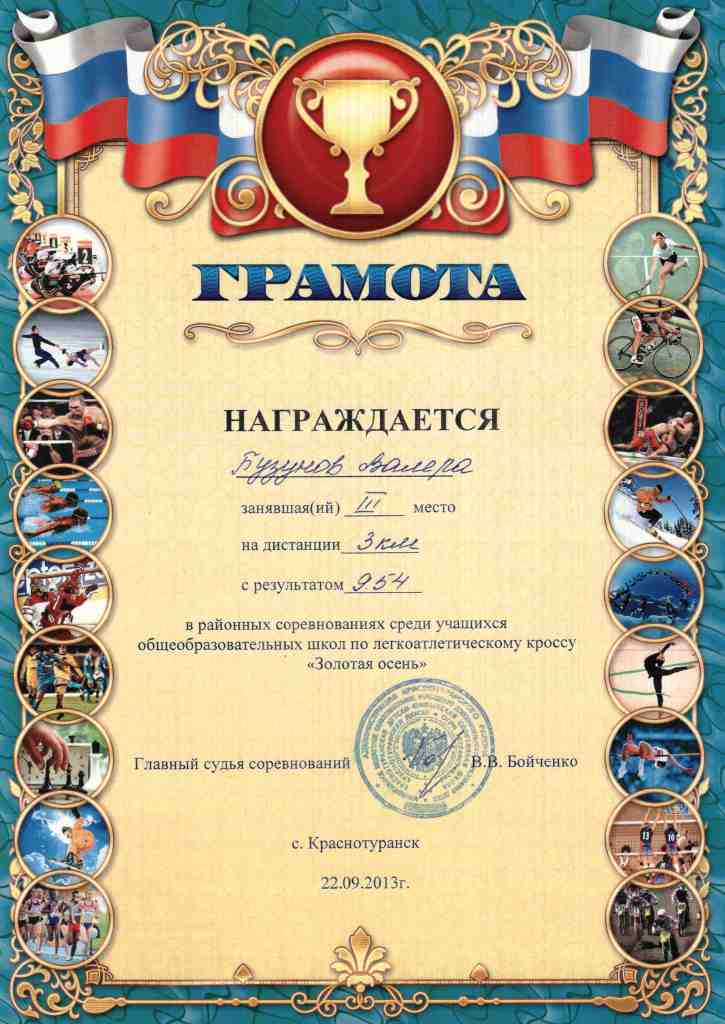 ГРАМОТА
НАГРАЖДАЕТСЯ
Бузунов Валера
занявшая(ий) III место
на дистанции 3 км
с результатом 9.54
в районных соревнованиях среди учащихся
общеобразовательных школ по легкоатлетическому кроссу
«Золотая осень»
Главный судья соревнований В.В. Бойченко
с. Краснотуранск
22.09.2013г.